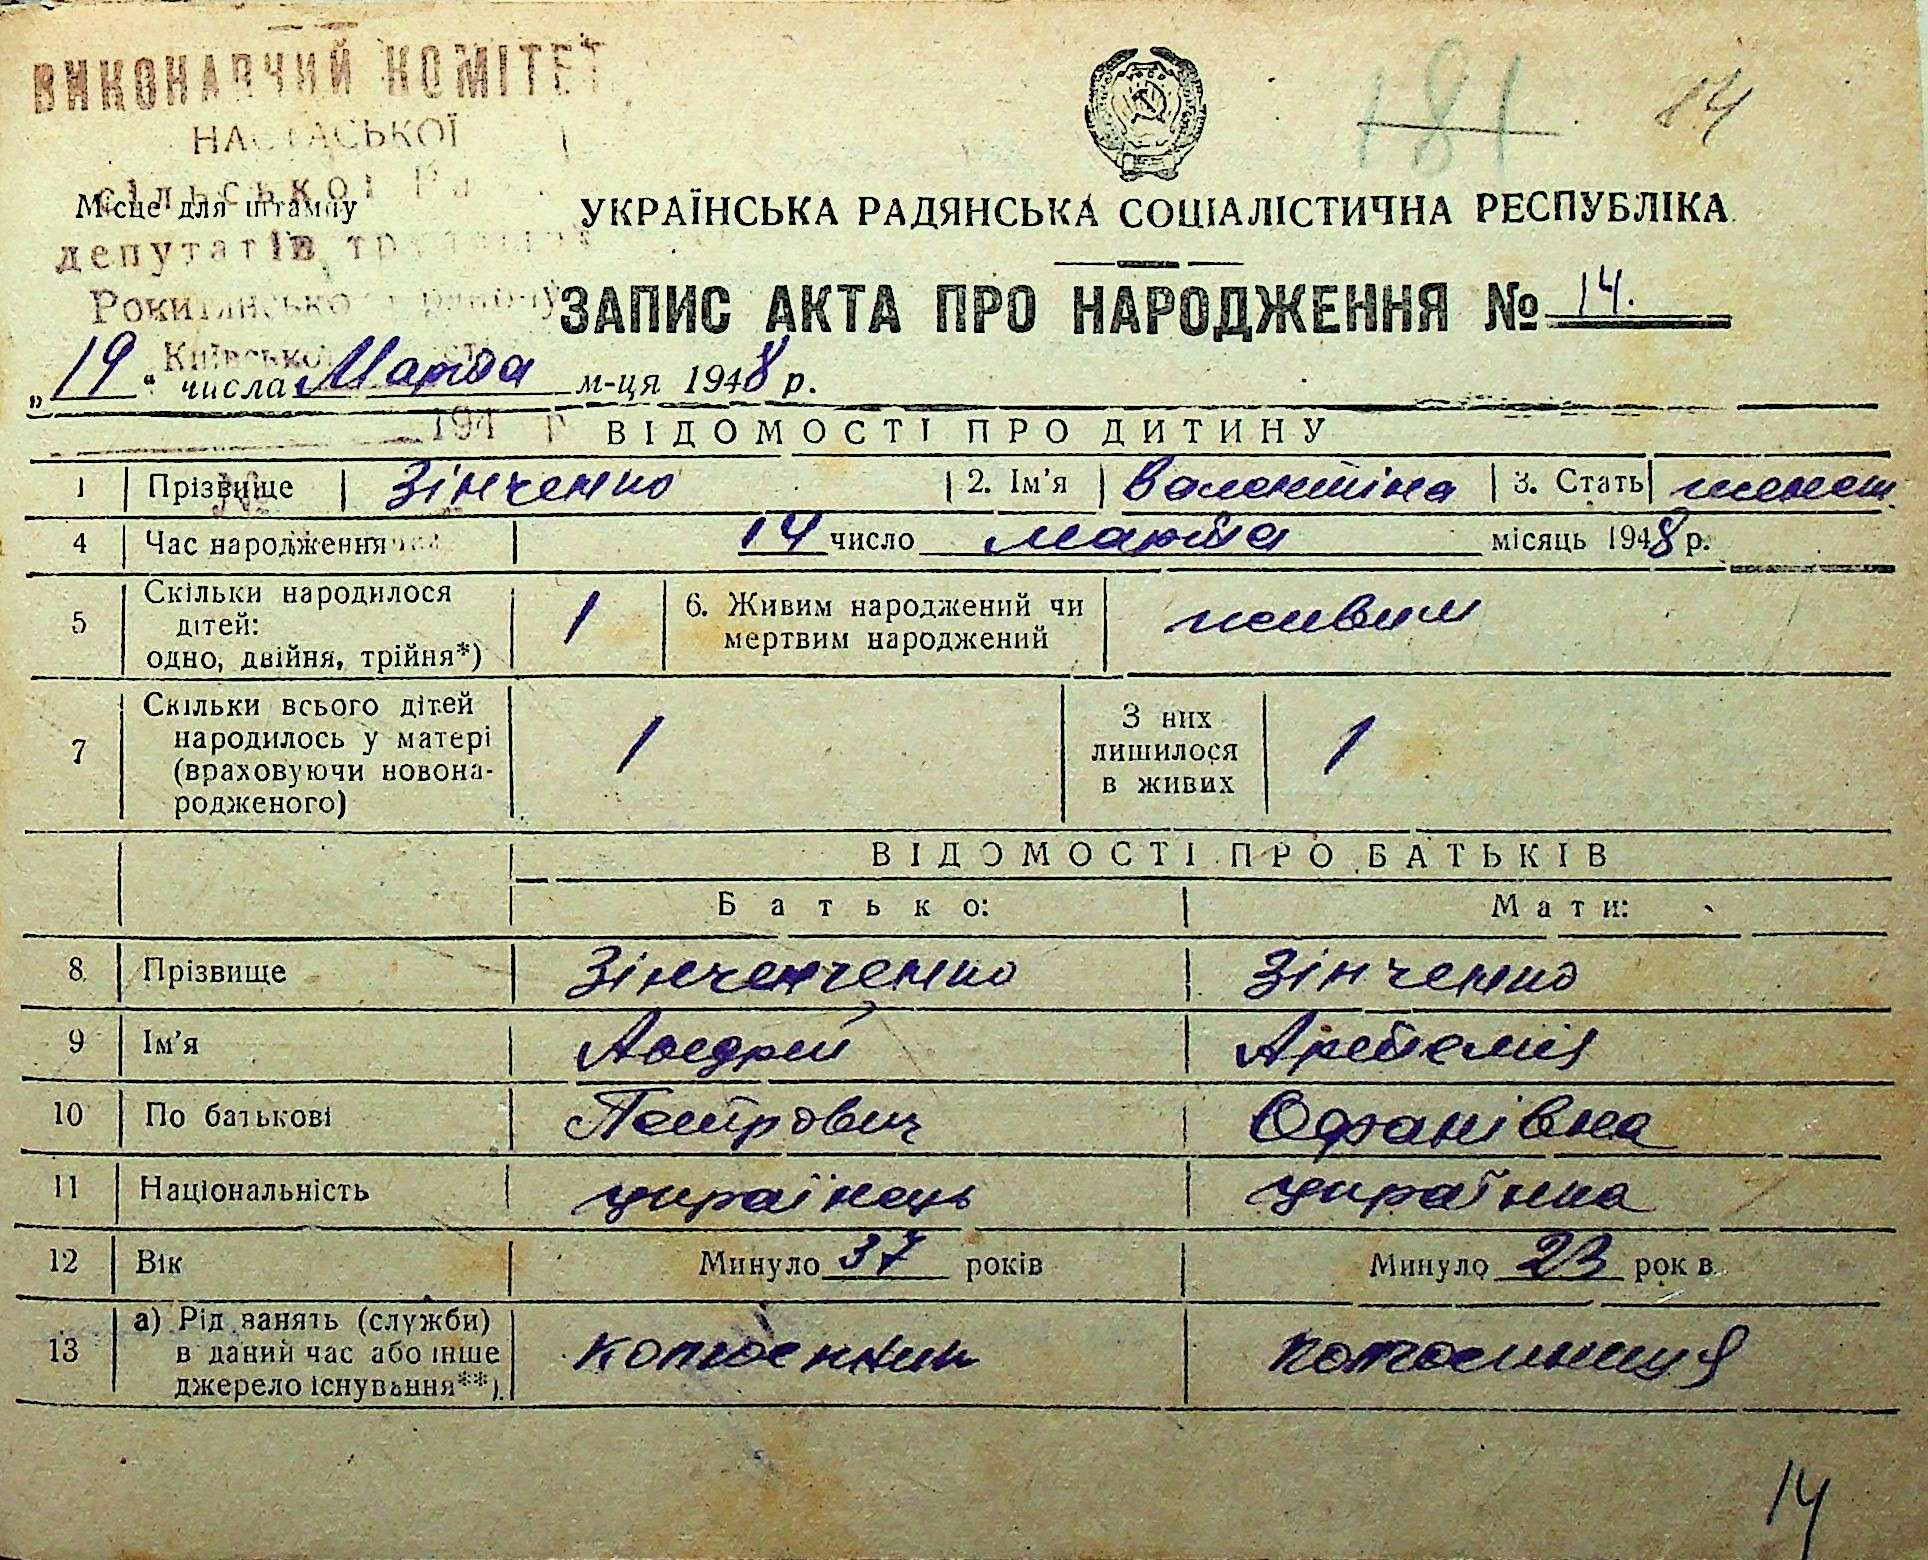 ВИКОНАВЧИЙ КОМІТЕТ
НАСТАСЬКОЇ
сільської Ра
депутатів
Рокитянського району
Київської
194 р
181 14
Місце для штампу
УКРАЇНСЬКА РАДЯНСЬКА СОЦІАЛІСТИЧНА РЕСПУБЛІКА
ЗАПИС АКТА ПРО НАРОДЖЕННЯ № 14.
„19“ числа Марта м-ця 1948 р.
ВІДОМОСТІ ПРО ДИТИНУ
1 Прізвище Зінченко 2. Ім'я Валентіна 3. Стать женск
4 Час народження 14 число марта місяць 1948 р.
5 Скільки народилося дітей: одно, двійня, трійня*) 1 6. Живим народжений чи мертвим народжений живим
7 Скільки всього дітей народилось у матері (враховуючи новонародженого) 1 З них лишилося в живих 1
ВІДОМОСТІ ПРО БАТЬКІВ
Батько: Мати:
8 Прізвище Зінченченко Зінченко
9 Ім'я Андрей Артемія
10 По батькові Петрович Офанівна
11 Національність українець українка
12 Вік Минуло 37 років Минуло 23 рок в
13 а) Рід занять (служби) в даний час або інше джерело існування**). колгоспник колгоспниця
14